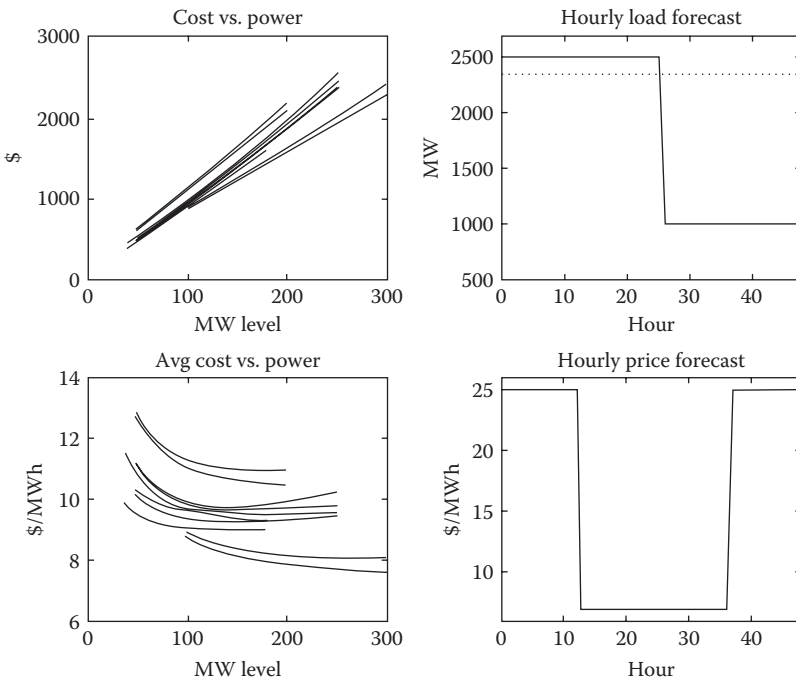 Cost vs. power
3000
2000
1000
0
$
0 100 200 300
MW level
Hourly load forecast
2500
2000
1500
1000
500
MW
0 10 20 30 40
Hour
Avg cost vs. power
14
12
10
8
6
$/MWh
0 100 200 300
MW level
Hourly price forecast
25
20
15
10
$/MWh
0 10 20 30 40
Hour